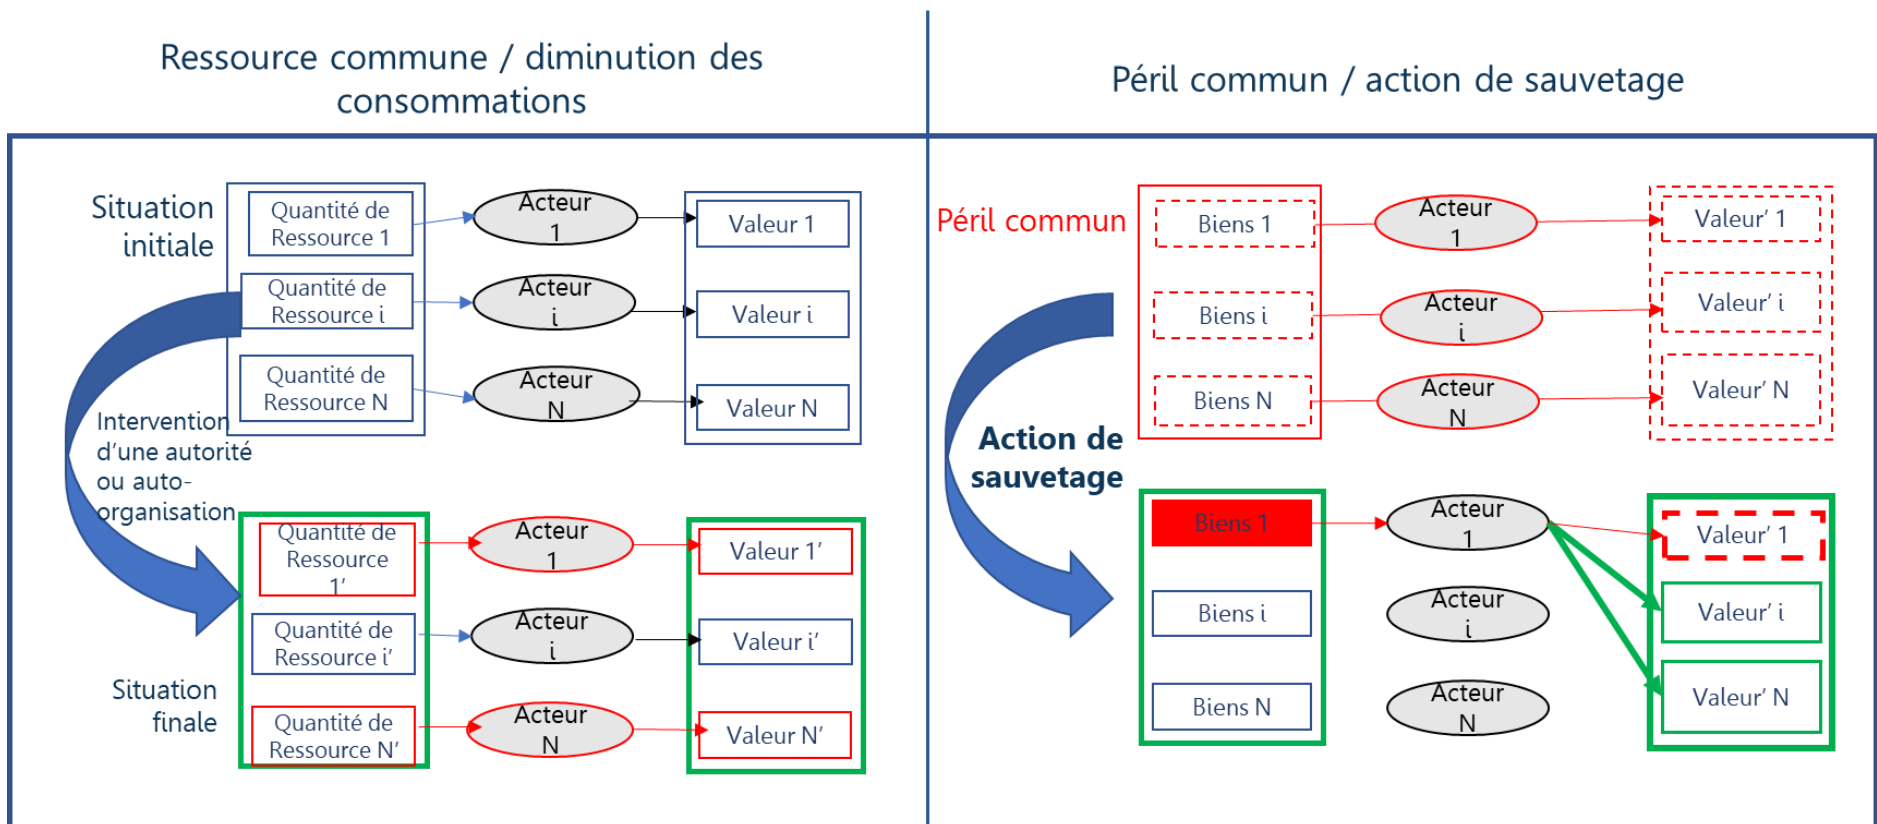 Ressource commune / diminution des
consommations
Situation
initiale
Quantité de
Ressource 1
Acteur
1
Valeur 1
Quantité de
Ressource i
Acteur
i
Valeur i
Quantité de
Ressource N
Acteur
N
Valeur N
Intervention
d'une autorité
ou auto-
organisation
Quantité de
Ressource
1'
Acteur
1
Valeur 1'
Quantité de
Ressource i'
Acteur
i
Valeur i'
Situation
finale
Quantité de
Ressource N'
Acteur
N
Valeur N'
Péril commun / action de sauvetage
Péril commun
Biens 1
Acteur
1
Valeur' 1
Biens i
Acteur
i
Valeur' i
Biens N
Acteur
N
Valeur' N
Action de
sauvetage
Biens 1
Acteur
1
Valeur' 1
Biens i
Acteur
i
Valeur' i
Biens N
Acteur
N
Valeur' N